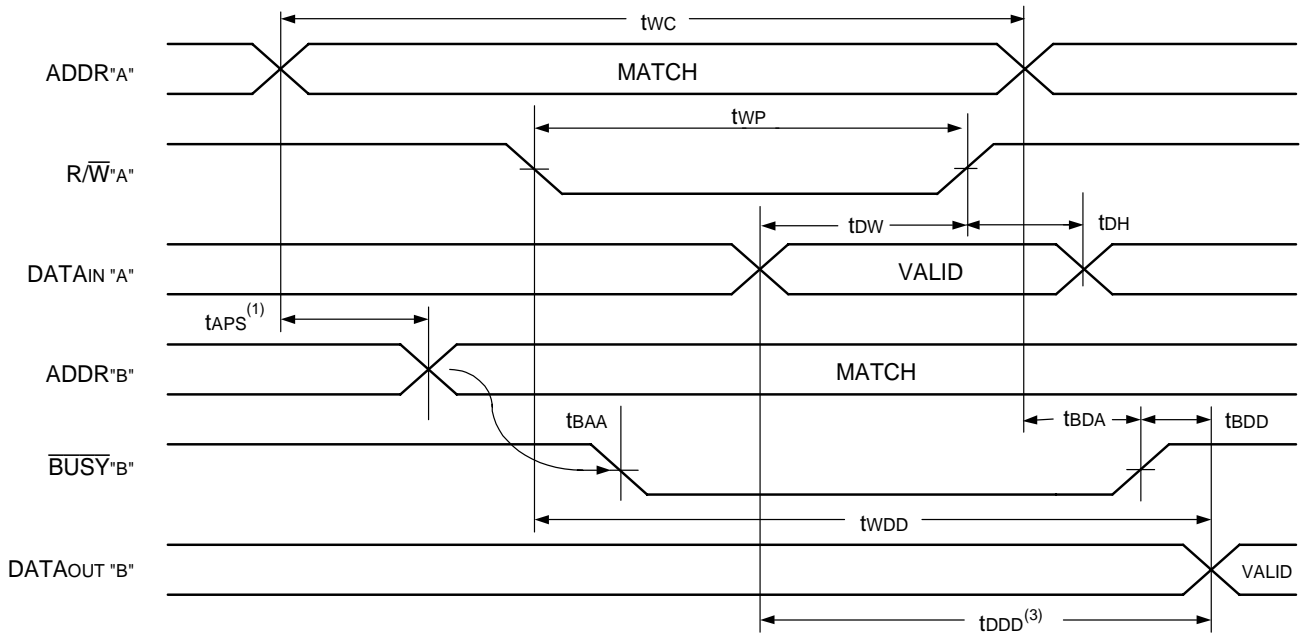 tWC
ADDR"A"
MATCH
tWP
R/W̅"A"
tDW
tDH
DATAIN "A"
VALID
tAPS(1)
ADDR"B"
MATCH
tBAA
tBDA
tBDD
B̅U̅S̅Y̅"B"
tWDD
DATAOUT "B"
VALID
tDDD(3)